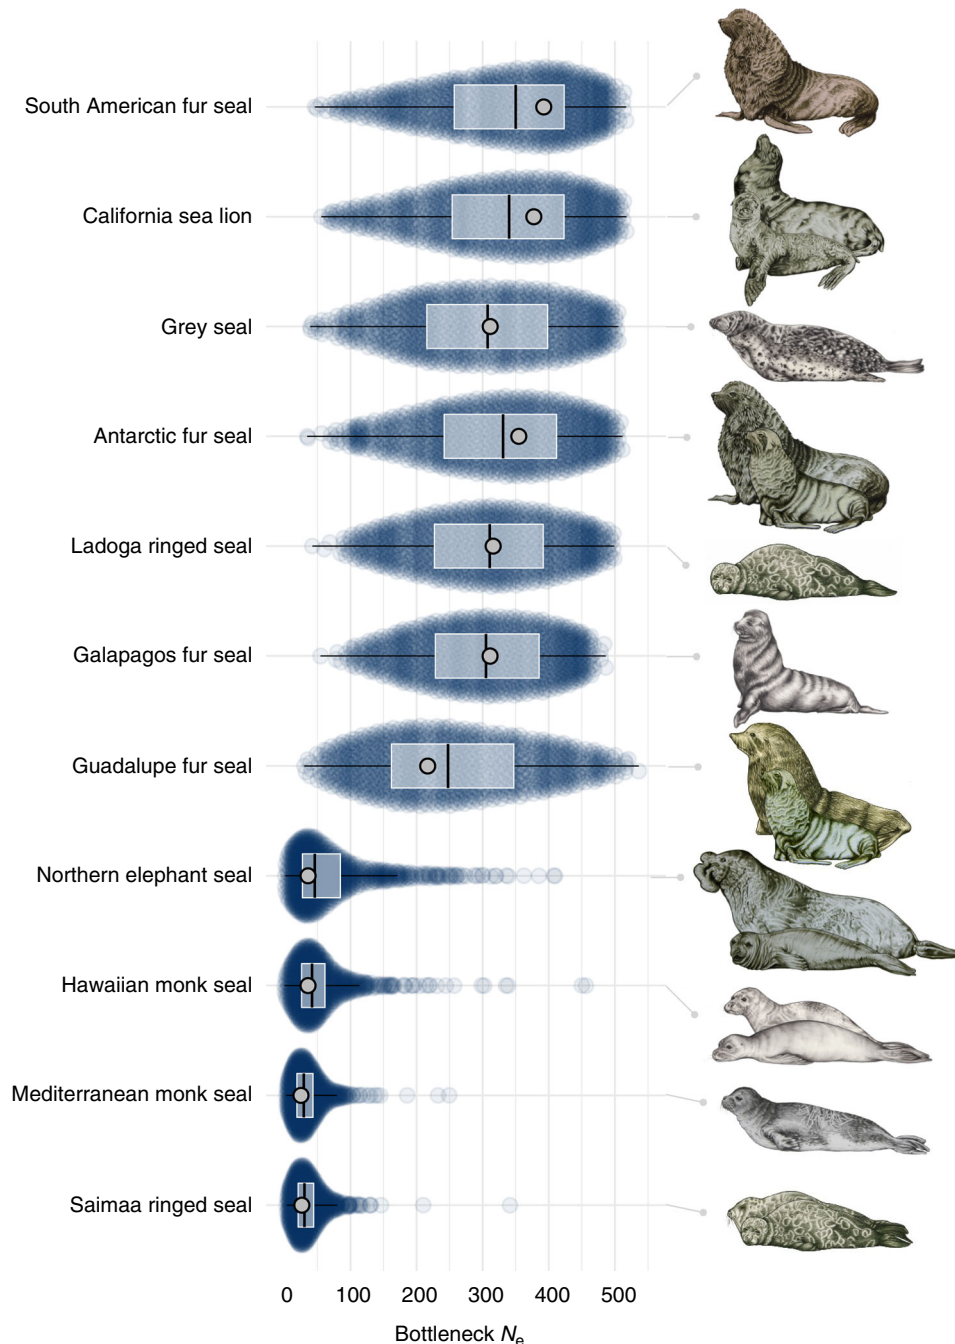 South American fur seal
California sea lion
Grey seal
Antarctic fur seal
Ladoga ringed seal
Galapagos fur seal
Guadalupe fur seal
Northern elephant seal
Hawaiian monk seal
Mediterranean monk seal
Saimaa ringed seal
0 100 200 300 400 500
Bottleneck Ne